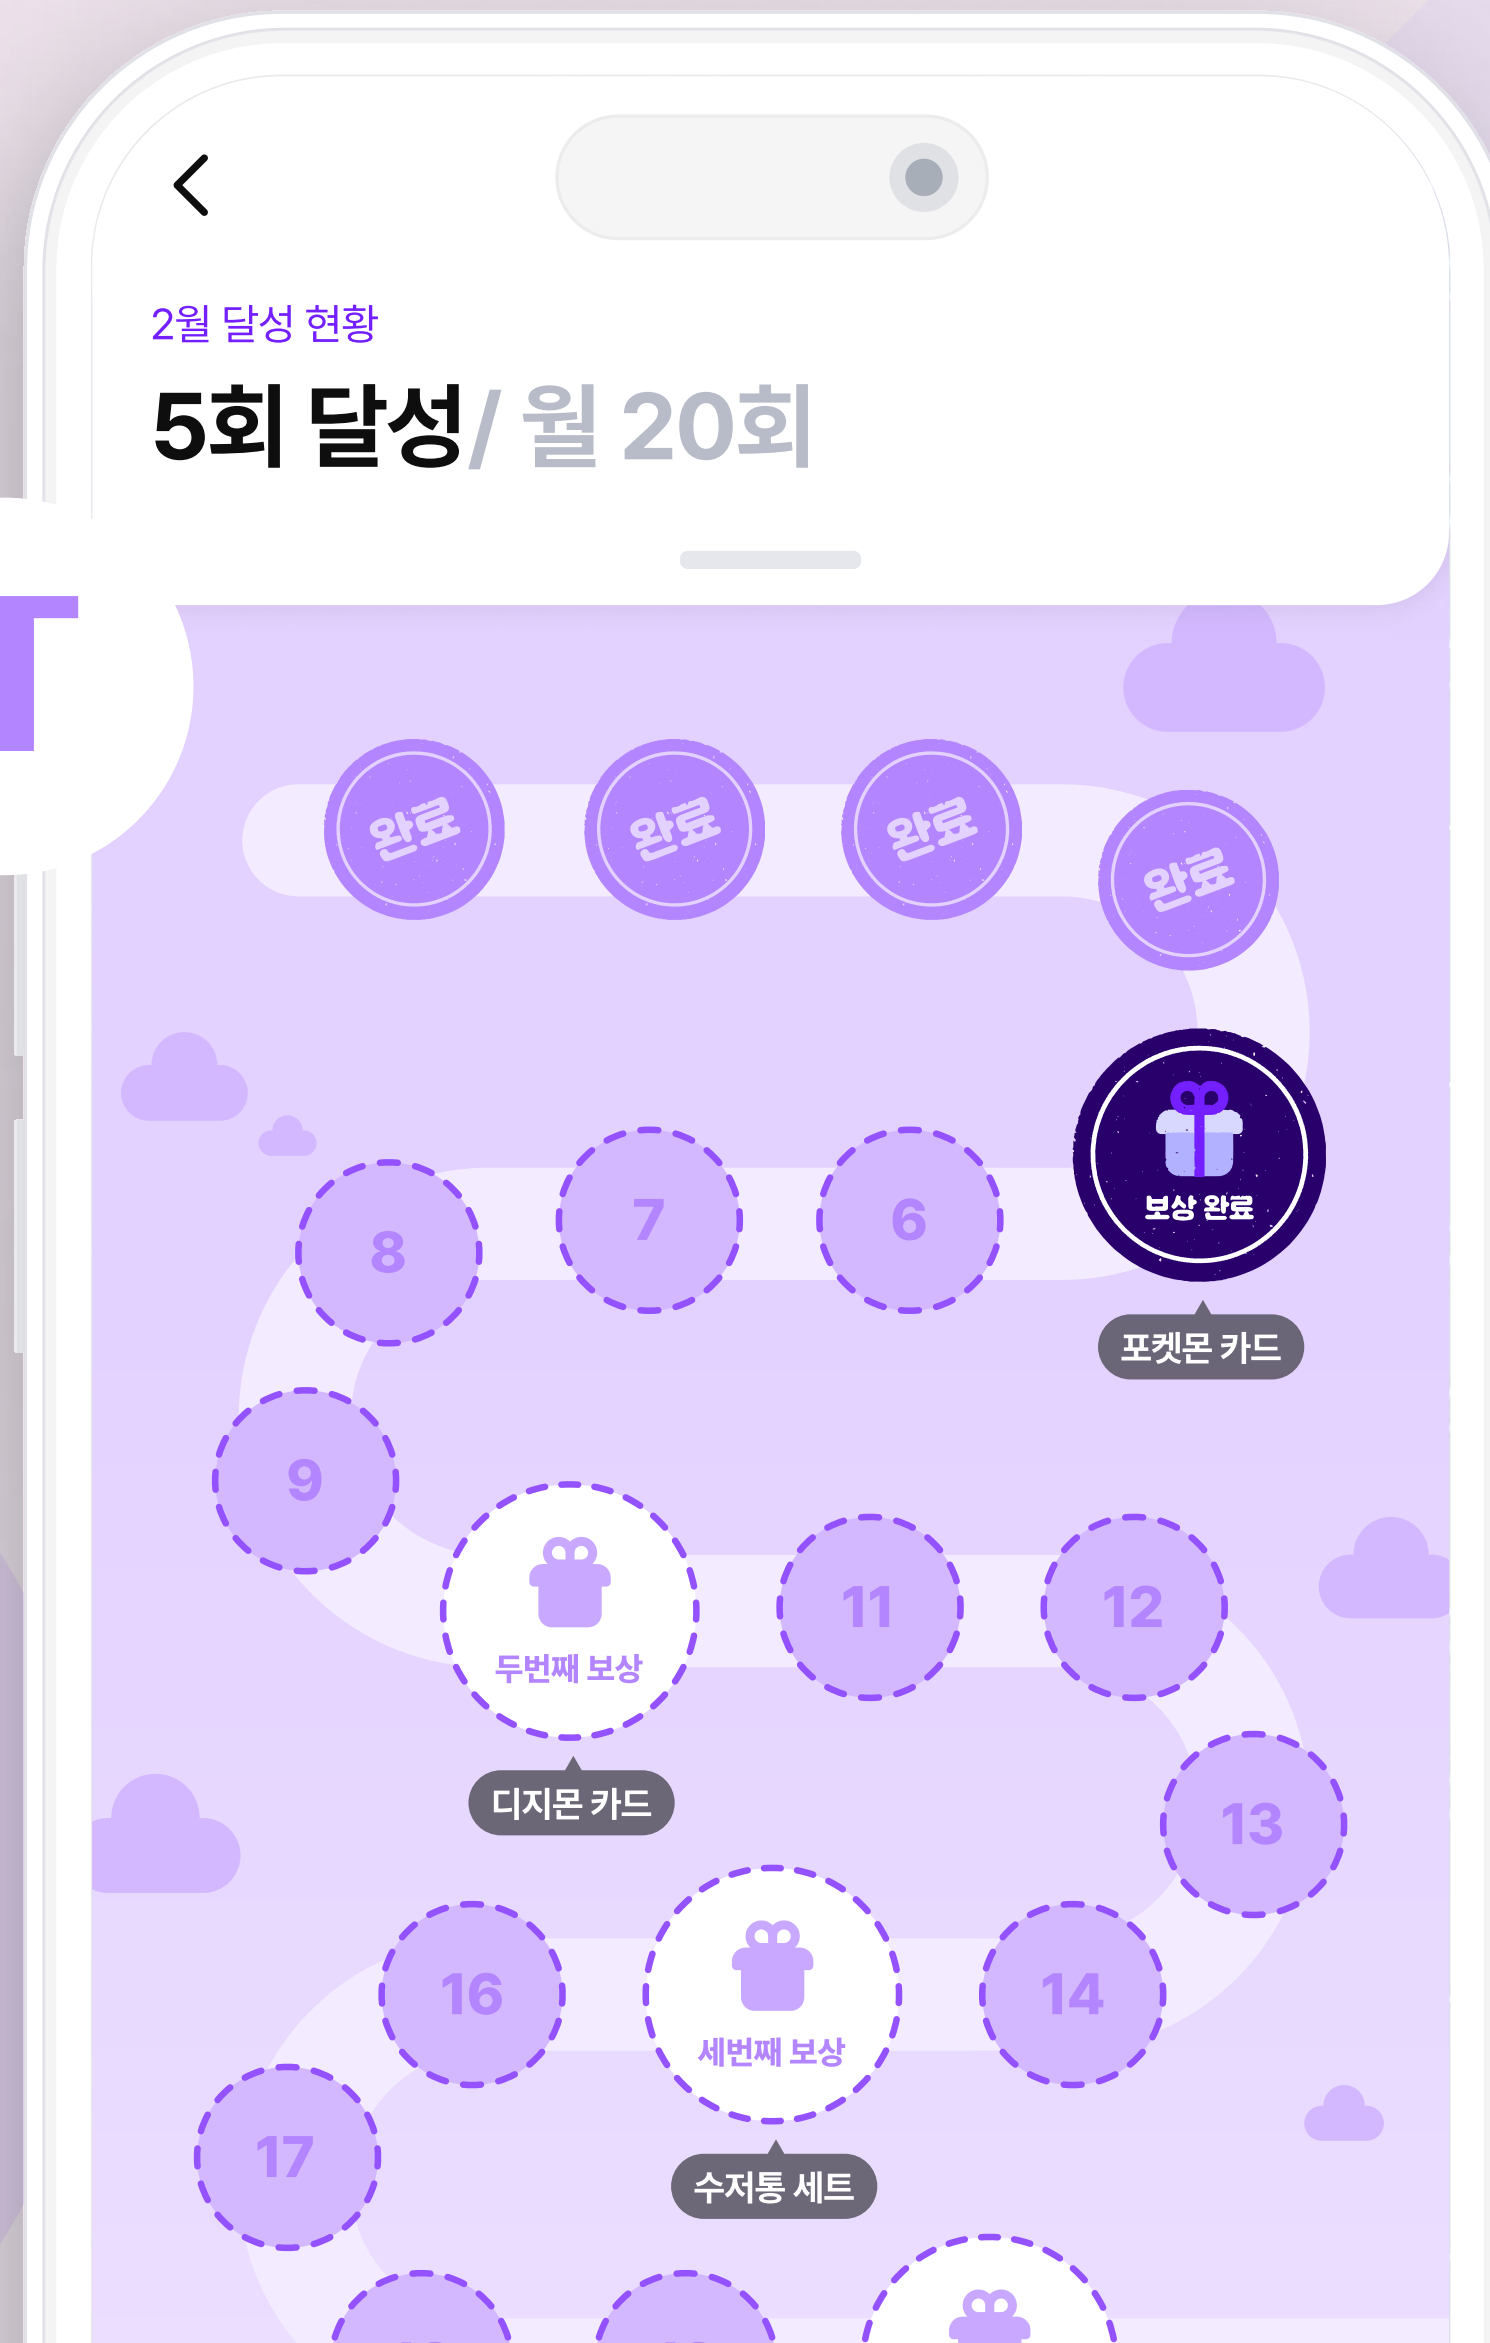 2월 달성 현황
5회 달성/ 월 20회
T
완료
완료
완료
완료
보상 완료
포켓몬 카드
6
7
8
9
두번째 보상
디지몬 카드
11
12
13
14
세번째 보상
수저통 세트
16
17